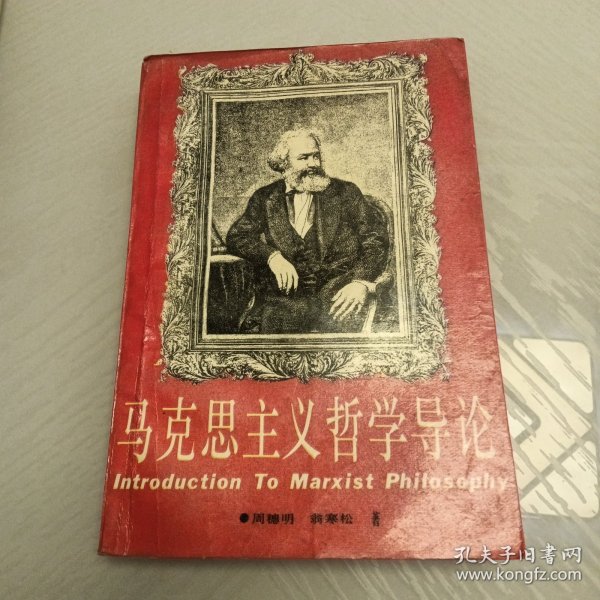 马克思主义哲学导论
Introduction To Marxist Philosophy
●周穗明 翁寒松 著
孔夫子旧书网
www.kongfz.com